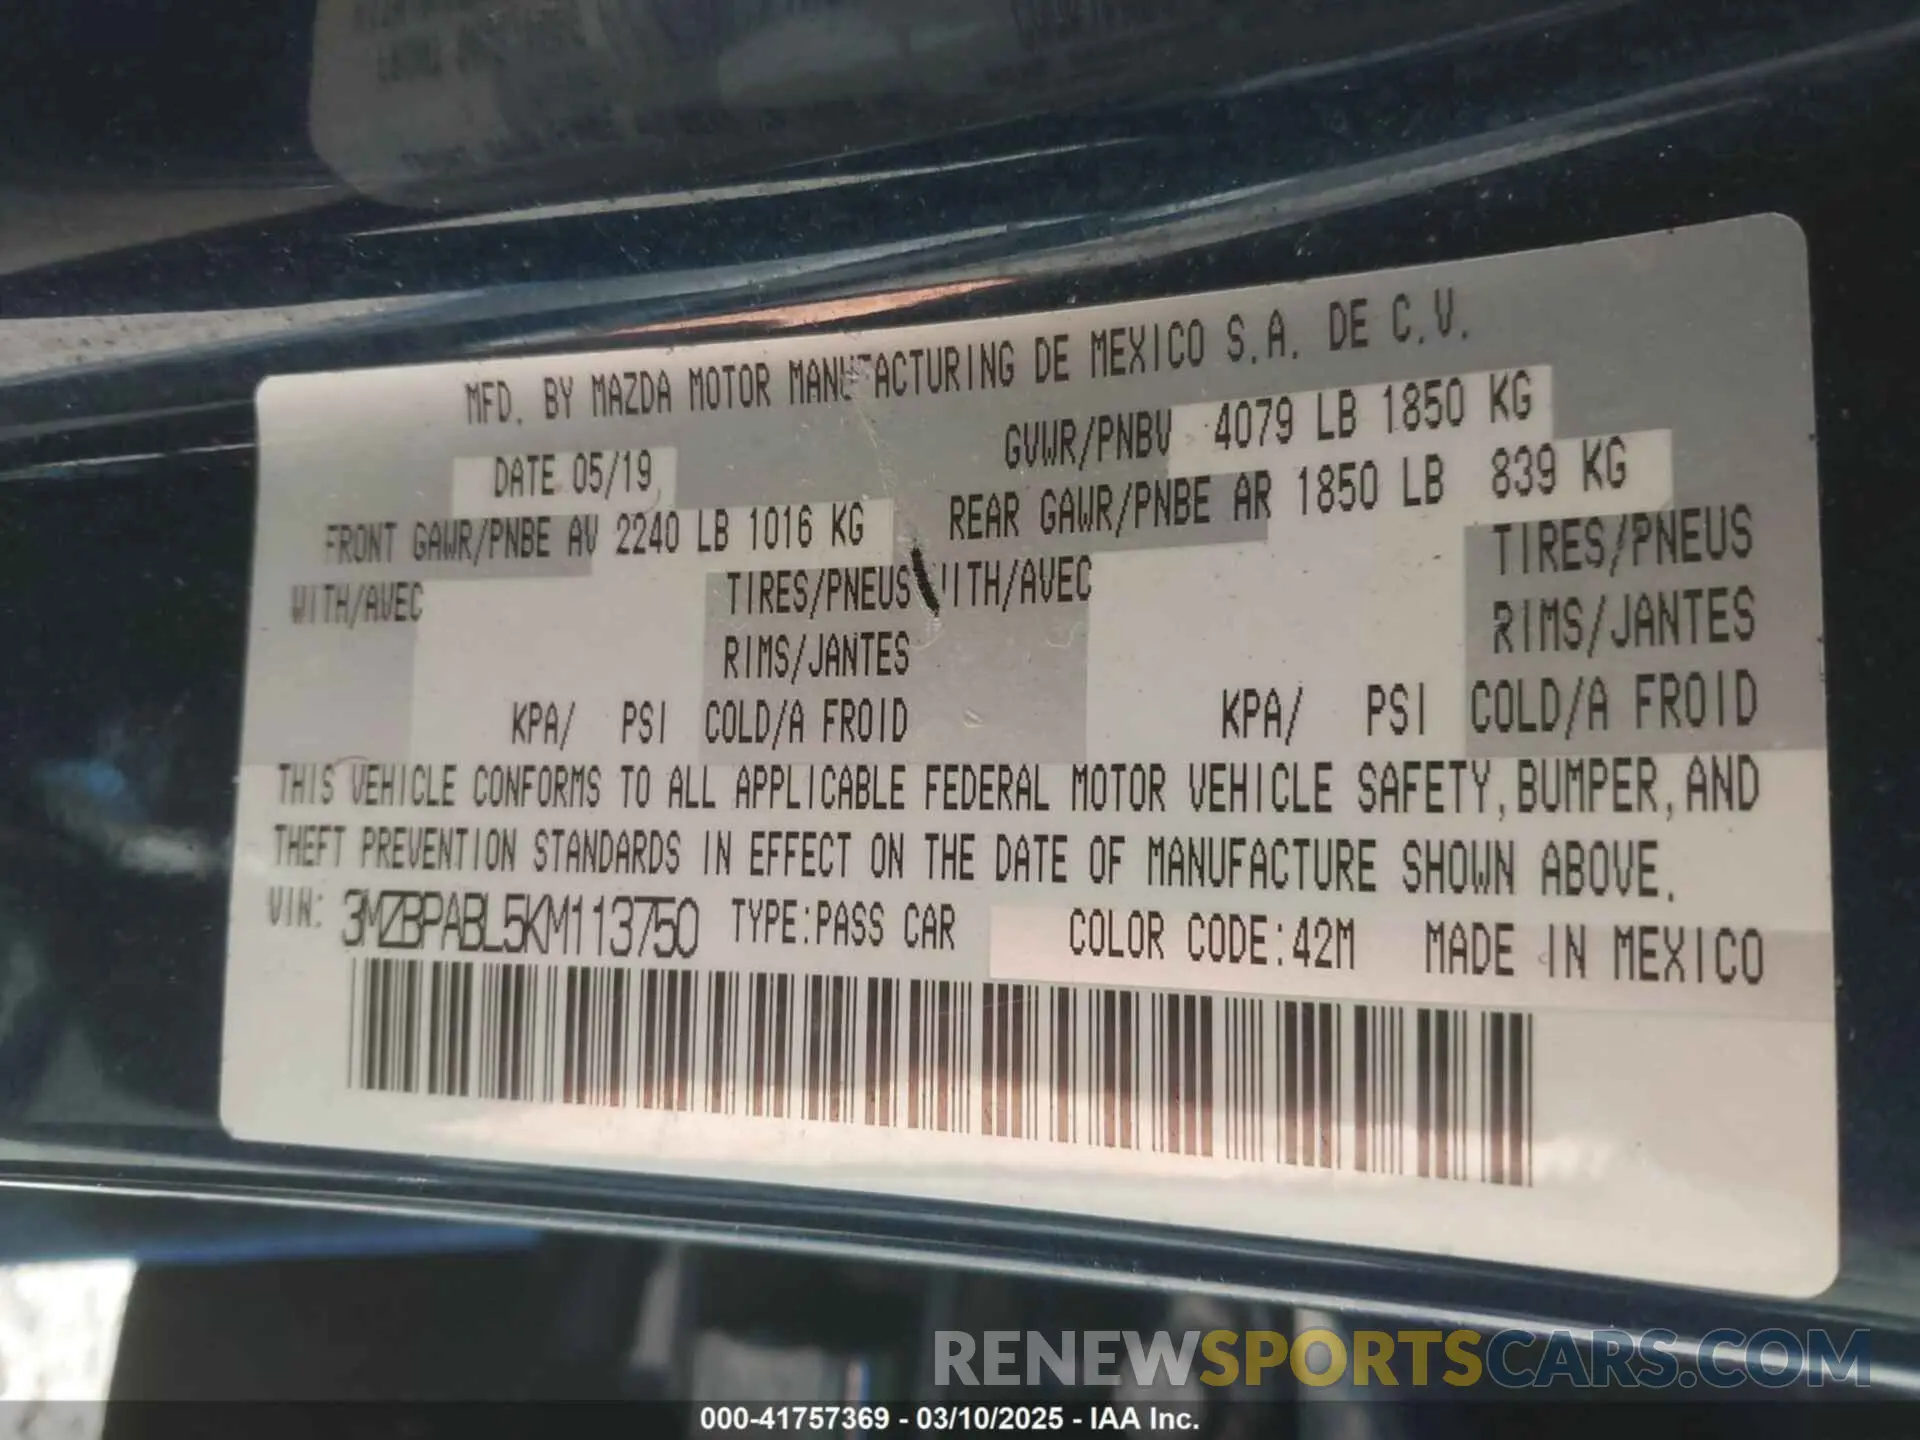 MFD. BY MAZDA MOTOR MANUFACTURING DE MEXICO S.A. DE C.V.
DATE 05/19 GVWR/PNBV 4079 LB 1850 KG
FRONT GAWR/PNBE AV 2240 LB 1016 KG REAR GAWR/PNBE AR 1850 LB 839 KG
WITH/AVEC TIRES/PNEUS WITH/AVEC TIRES/PNEUS
RIMS/JANTES RIMS/JANTES
KPA/ PSI COLD/A FROID KPA/ PSI COLD/A FROID
THIS VEHICLE CONFORMS TO ALL APPLICABLE FEDERAL MOTOR VEHICLE SAFETY, BUMPER, AND
THEFT PREVENTION STANDARDS IN EFFECT ON THE DATE OF MANUFACTURE SHOWN ABOVE.
VIN: 3MZBPABL5KM113750 TYPE:PASS CAR COLOR CODE:42M MADE IN MEXICO
RENEWSPORTSCARS.COM
000-41757369 - 03/10/2025 - IAA Inc.